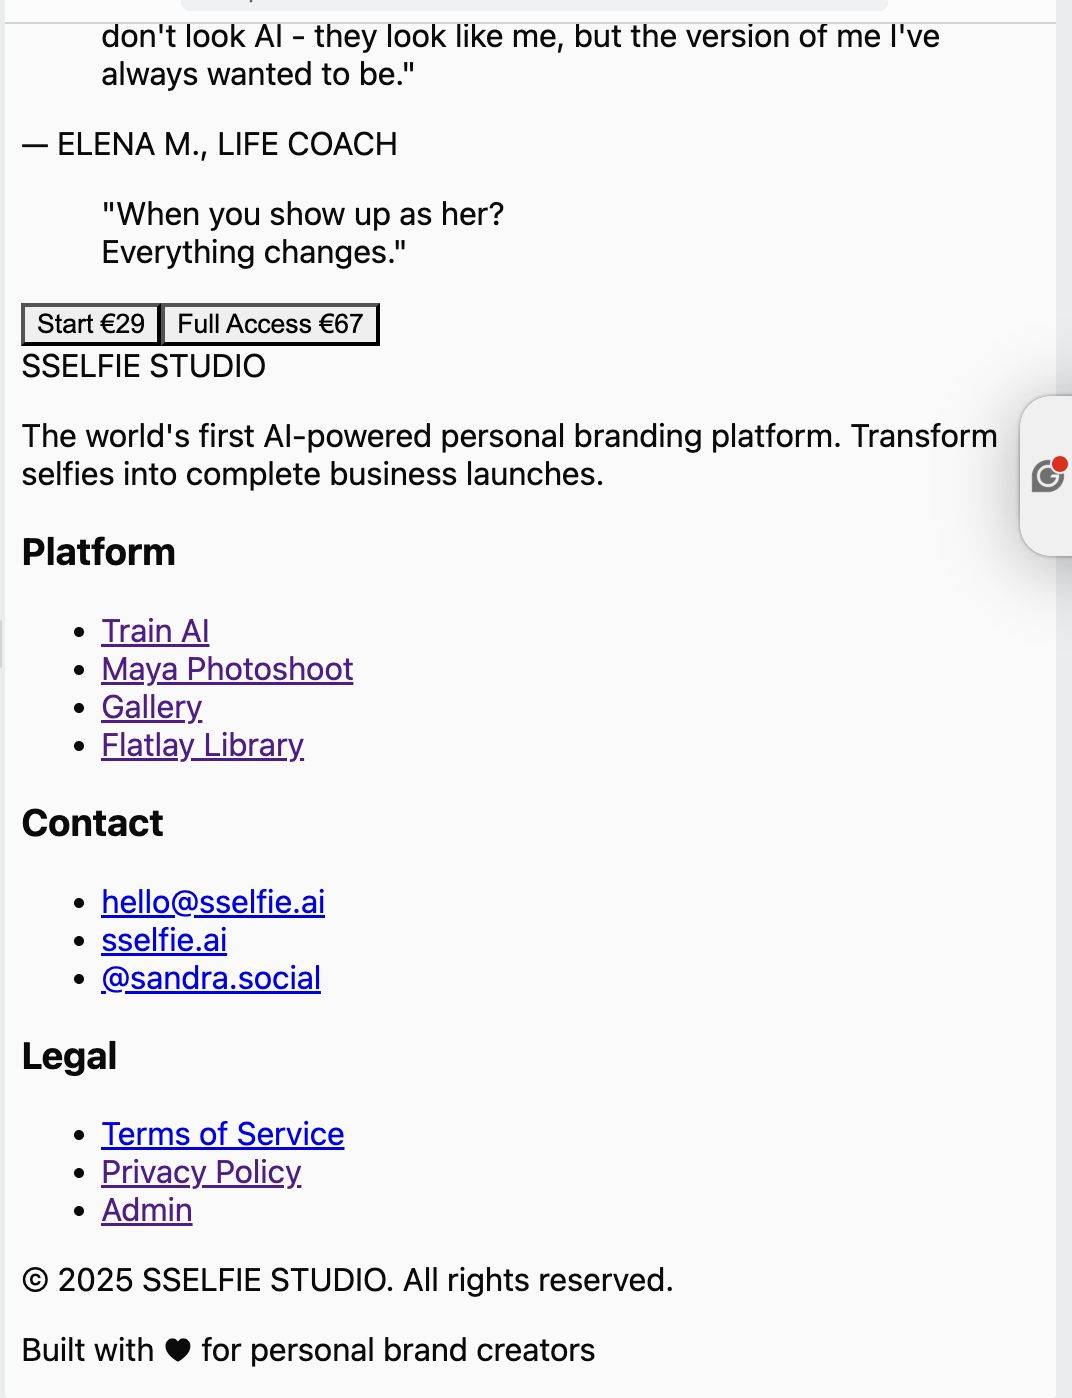 don't look AI - they look like me, but the version of me I've
always wanted to be."
— ELENA M., LIFE COACH
"When you show up as her?
Everything changes."
Start €29 Full Access €67
SSELFIE STUDIO
The world's first AI-powered personal branding platform. Transform
selfies into complete business launches.
Platform
• Train AI
• Maya Photoshoot
• Gallery
• Flatlay Library
Contact
• hello@sselfie.ai
• sselfie.ai
• @sandra.social
Legal
• Terms of Service
• Privacy Policy
• Admin
© 2025 SSELFIE STUDIO. All rights reserved.
Built with ♥ for personal brand creators